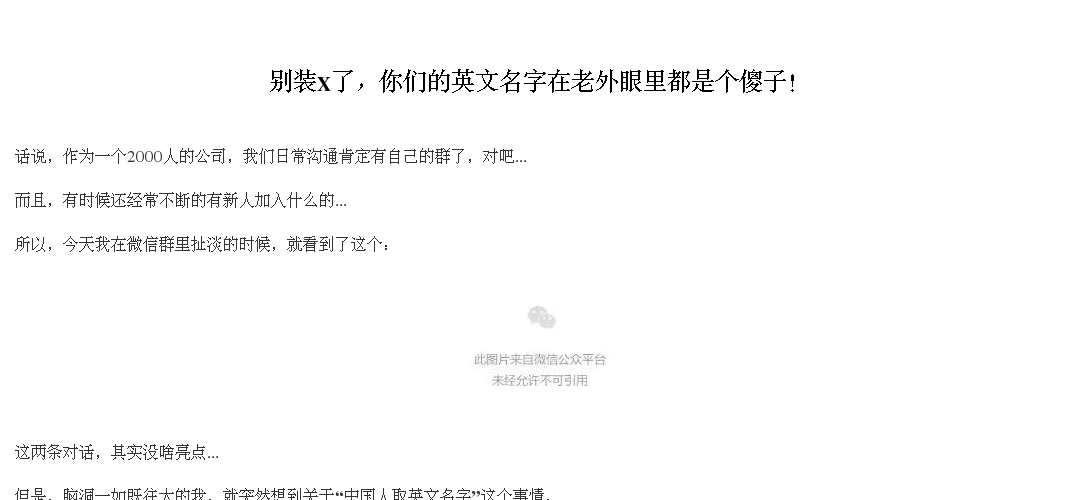 别装x了，你们的英文名字在老外眼里都是个傻子！
话说，作为一个2000人的公司，我们日常沟通肯定有自己的群了，对吧...
而且，有时候还经常不断的有新人加入什么的...
所以，今天我在微信群里扯淡的时候，就看到了这个：
此图片来自微信公众平台
未经允许不可引用
这两条对话，其实没啥亮点...
但是，脑洞一如既往大的我，就突然想到关于“中国人取英文名字”这个事情，